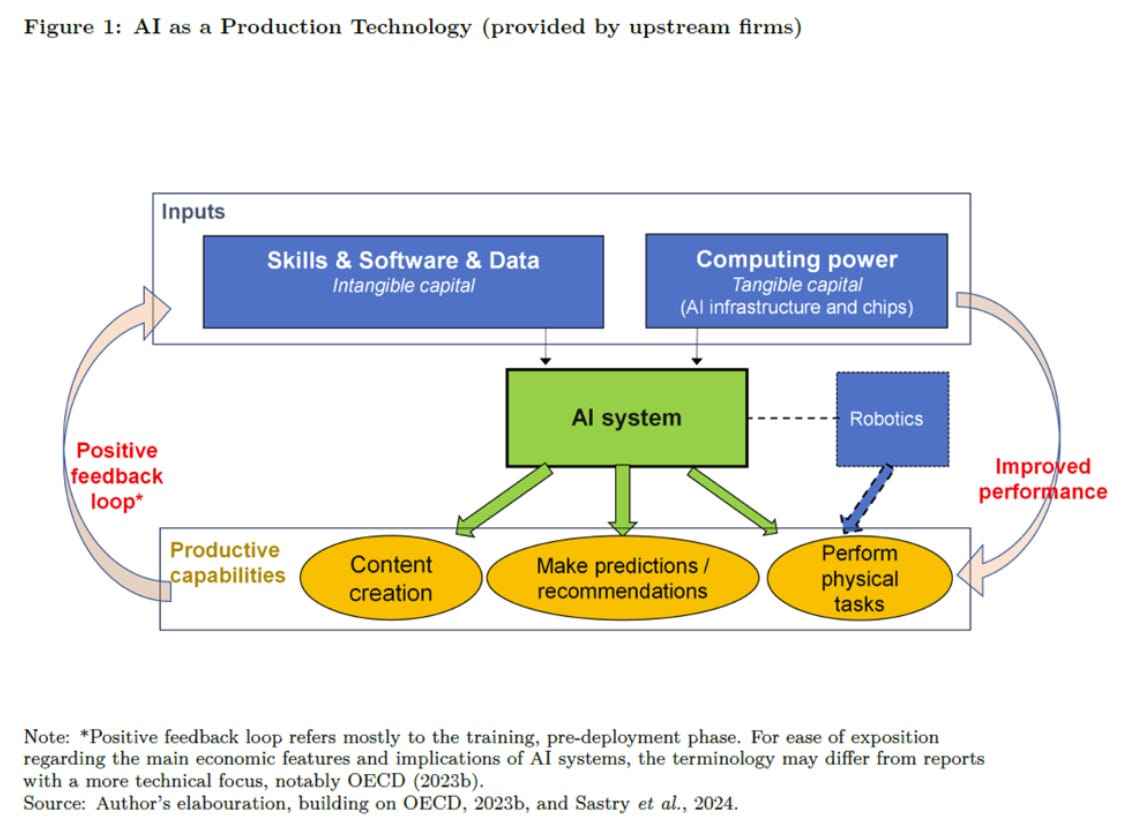 Figure 1: AI as a Production Technology (provided by upstream firms)
Inputs
Skills & Software & Data
Intangible capital
Computing power
Tangible capital
(AI infrastructure and chips)
AI system
Robotics
Positive
feedback
loop*
Improved
performance
Productive
capabilities
Content
creation
Make predictions /
recommendations
Perform
physical
tasks
Note: *Positive feedback loop refers mostly to the training, pre-deployment phase. For ease of exposition
regarding the main economic features and implications of AI systems, the terminology may differ from reports
with a more technical focus, notably OECD (2023b).
Source: Author's elabouration, building on OECD, 2023b, and Sastry et al., 2024.